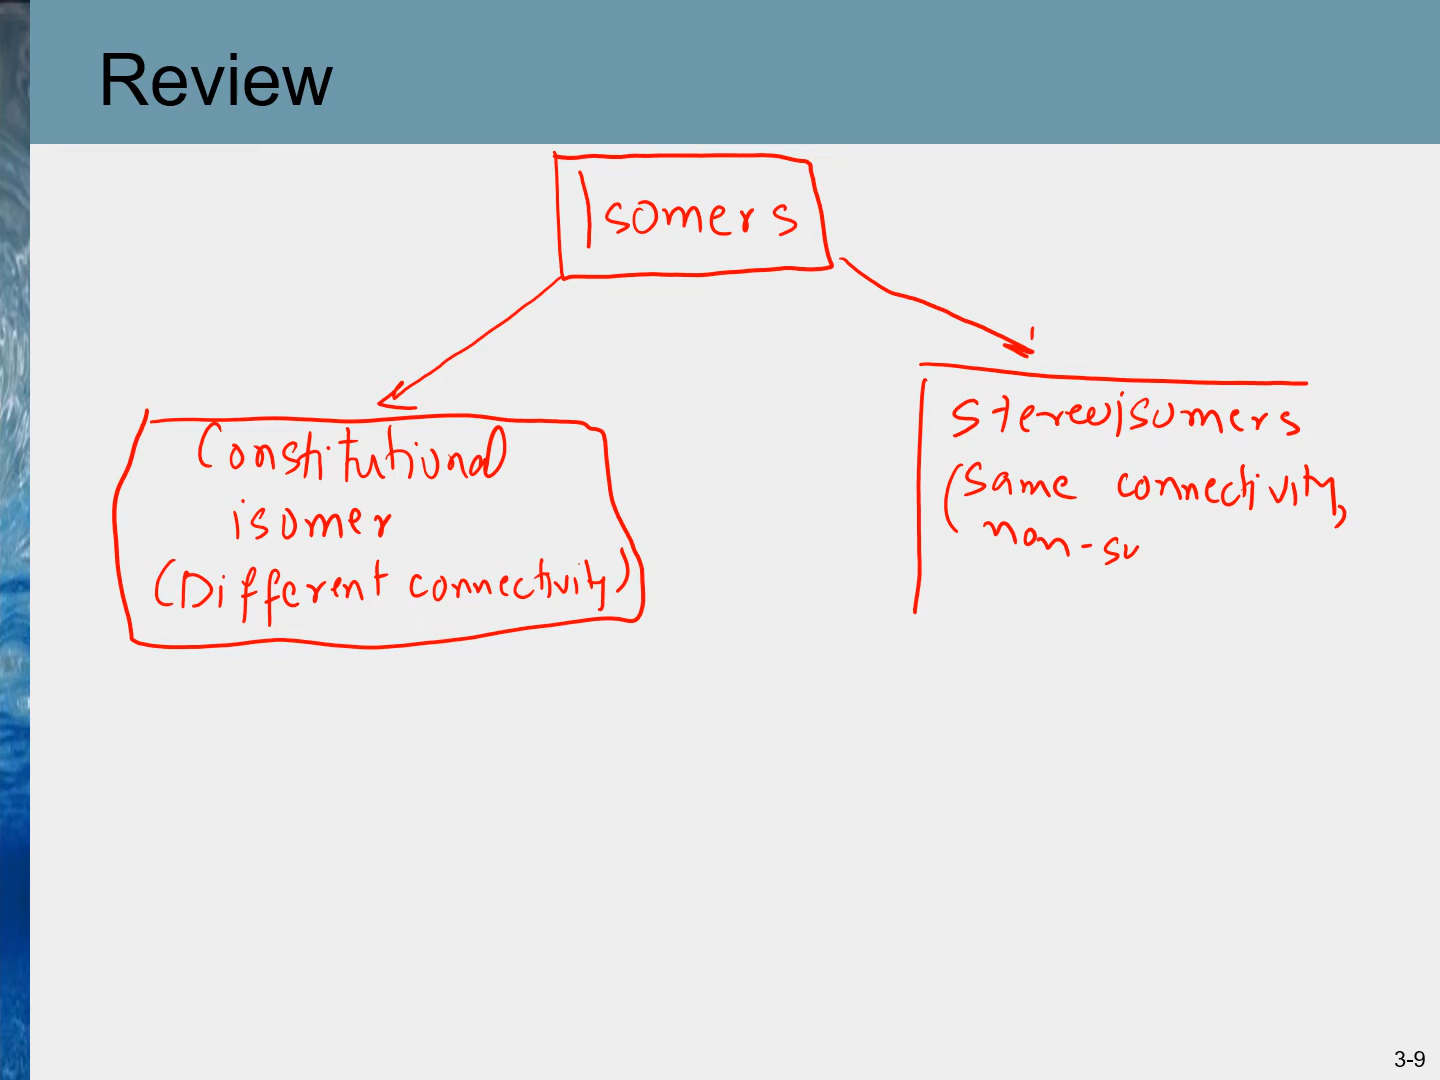 Review
Isomers
Constitutional
isomer
(Different connectivity)
Stereoisomers
(Same connectivity,
non-su
3-9